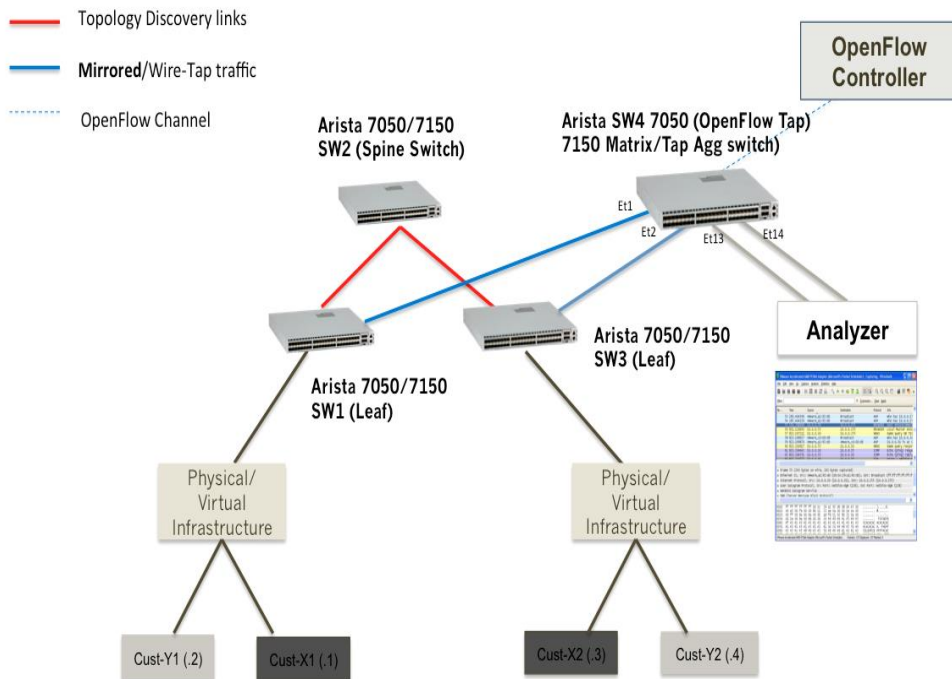 Topology Discovery links
Mirrored/Wire-Tap traffic
OpenFlow Channel
OpenFlow
Controller
Arista 7050/7150
SW2 (Spine Switch)
Arista SW4 7050 (OpenFlow Tap)
7150 Matrix/Tap Agg switch)
Et1
Et2
Et13
Et14
Arista 7050/7150
SW3 (Leaf)
Analyzer
Arista 7050/7150
SW1 (Leaf)
Physical/
Virtual
Infrastructure
Physical/
Virtual
Infrastructure
Cust-Y1 (.2)
Cust-X1 (.1)
Cust-X2 (.3)
Cust-Y2 (.4)